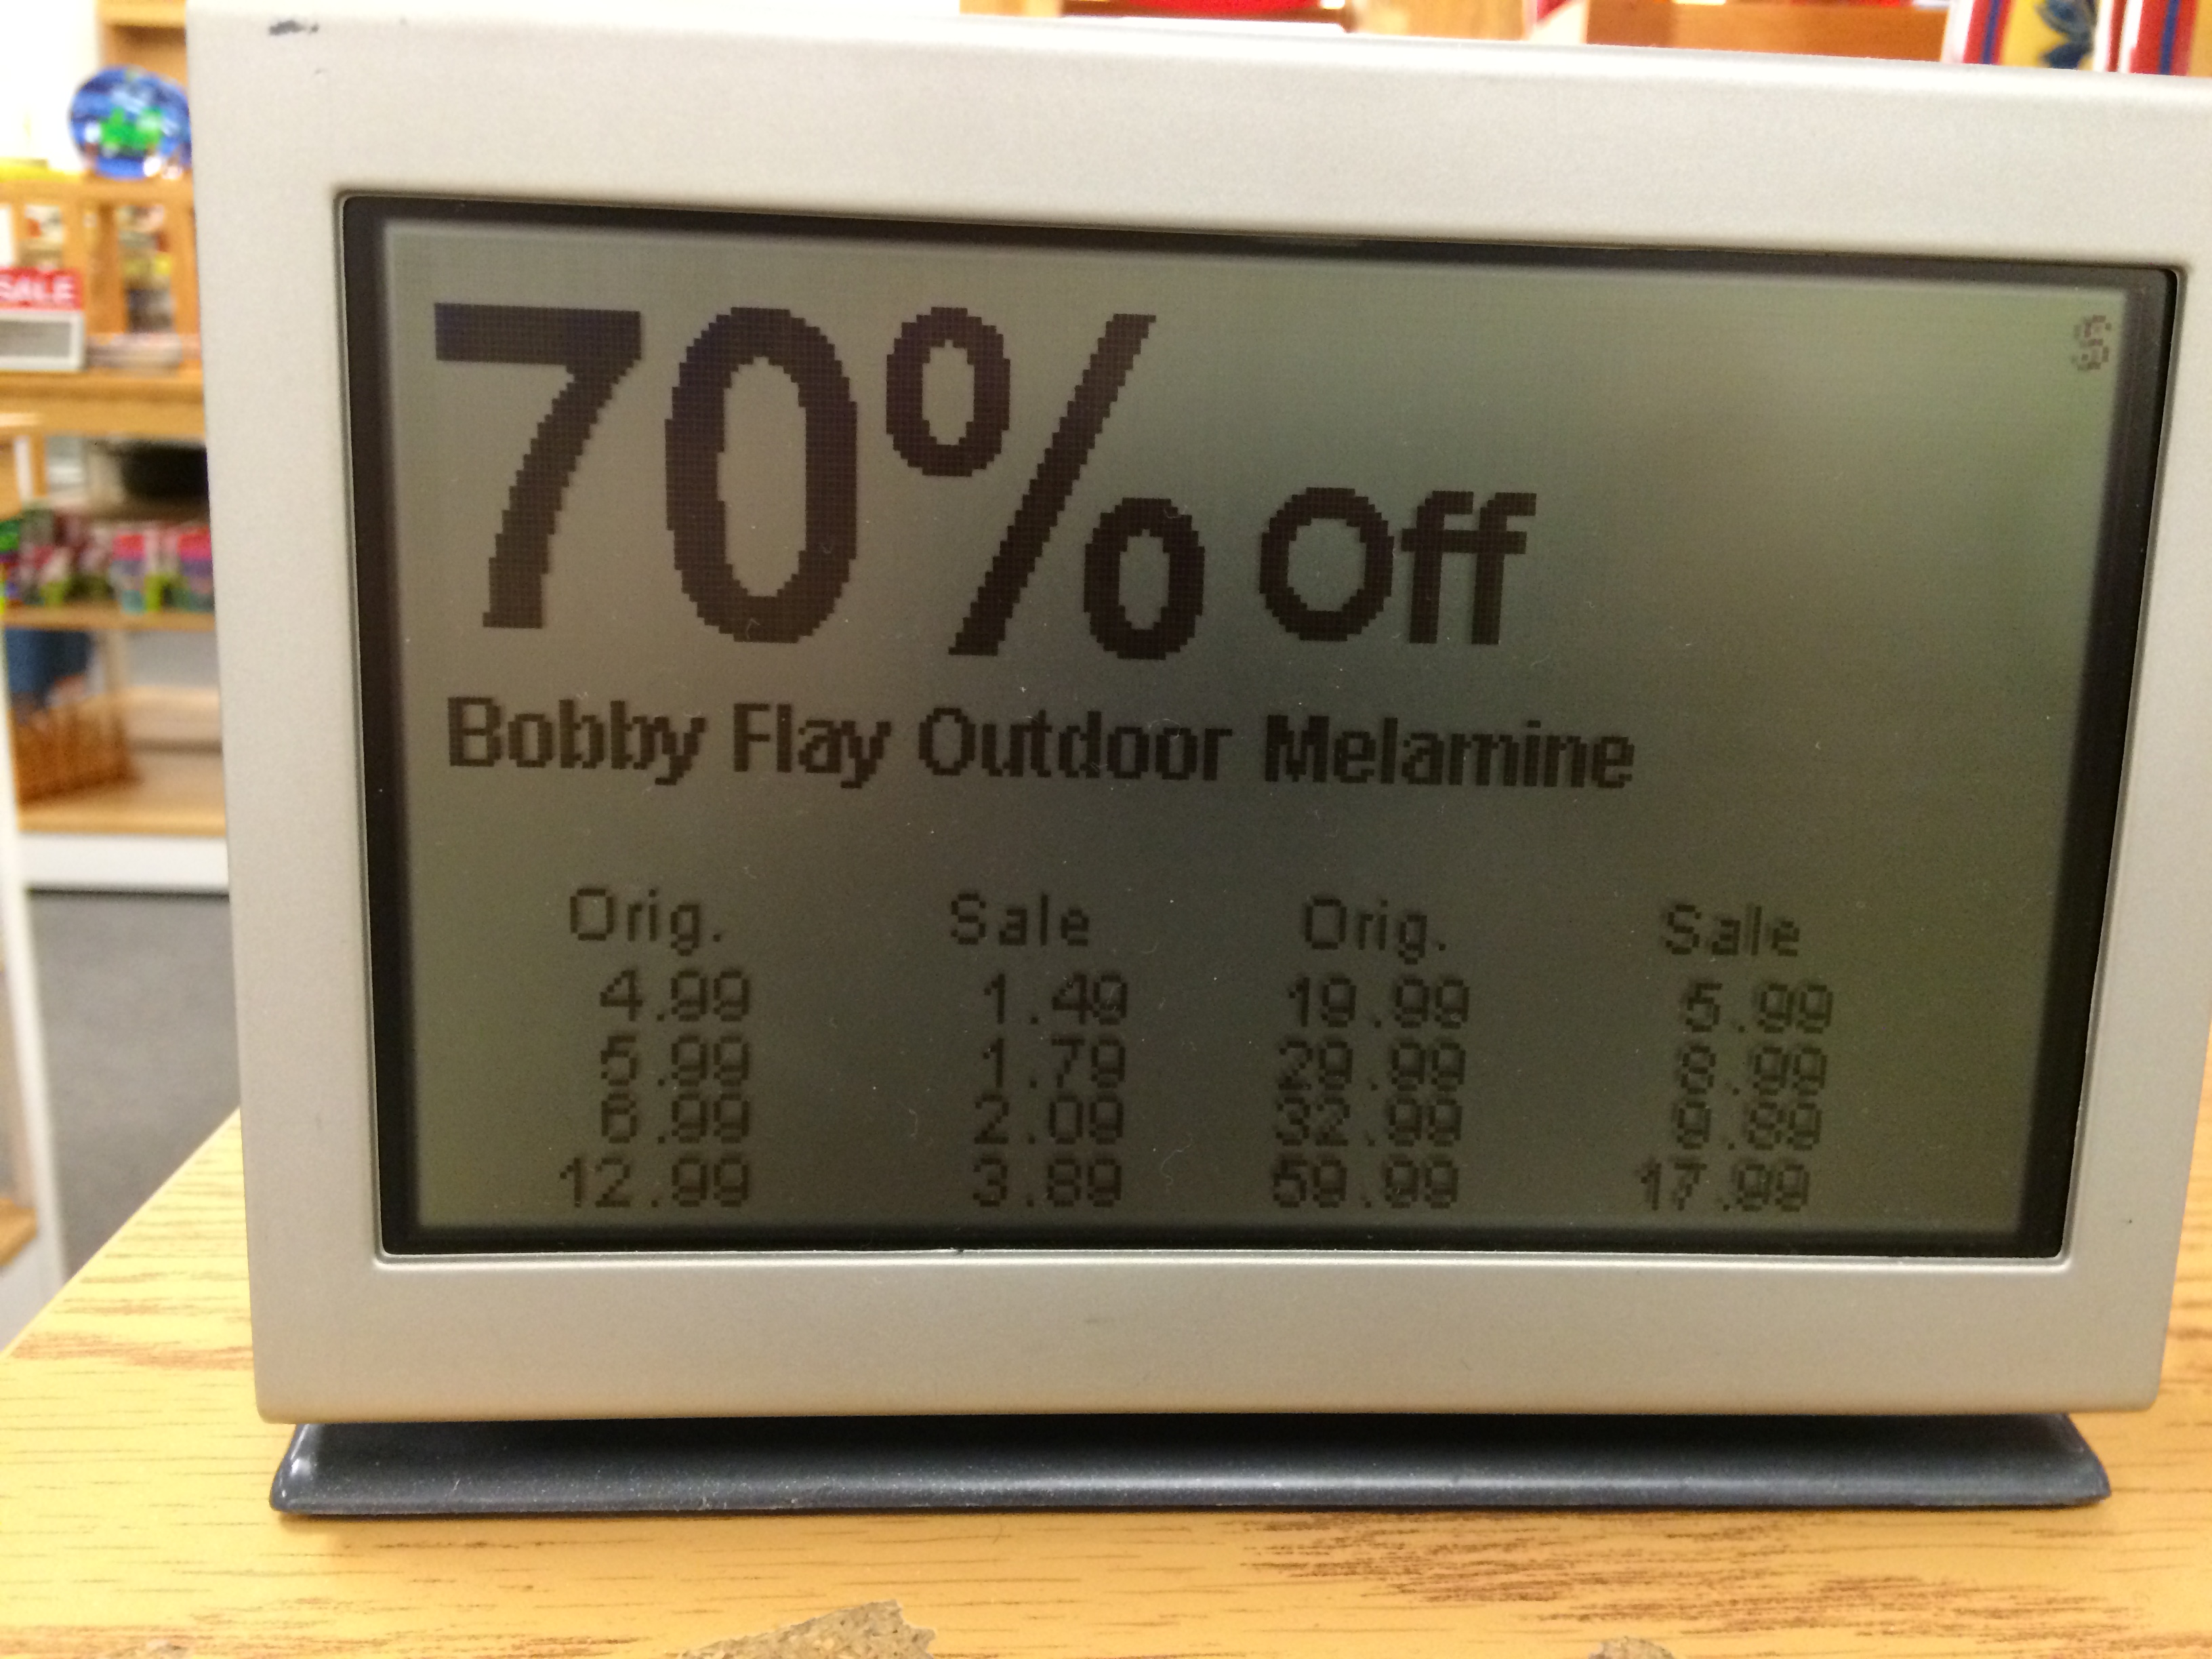 SALE
$
70% Off
Bobby Flay Outdoor Melamine
Orig. Sale Orig. Sale
4.99 1.49 19.99 5.99
5.99 1.79 29.99 8.99
6.99 2.09 32.99 9.89
12.99 3.89 59.99 17.99